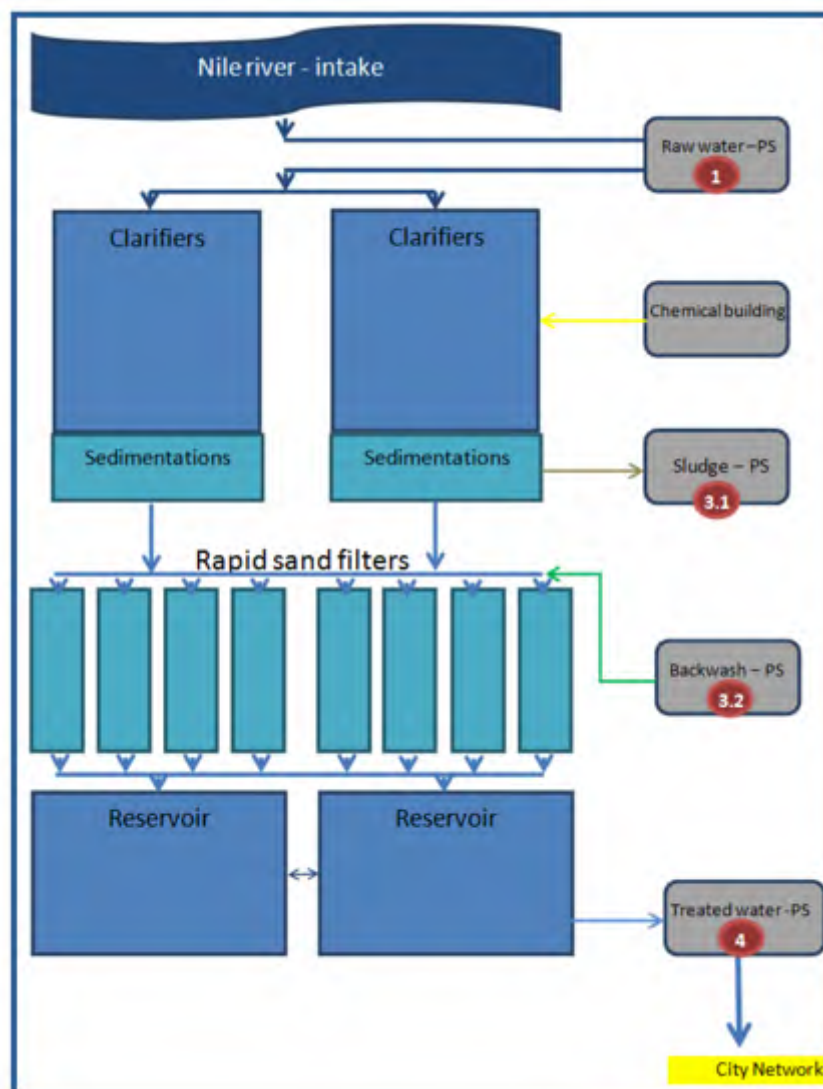 Nile river - intake
Raw water –PS
1
Clarifiers
Clarifiers
Chemical building
Sedimentations
Sedimentations
Sludge – PS
3.1
Rapid sand filters
Backwash – PS
3.2
Reservoir
Reservoir
Treated water -PS
4
City Network